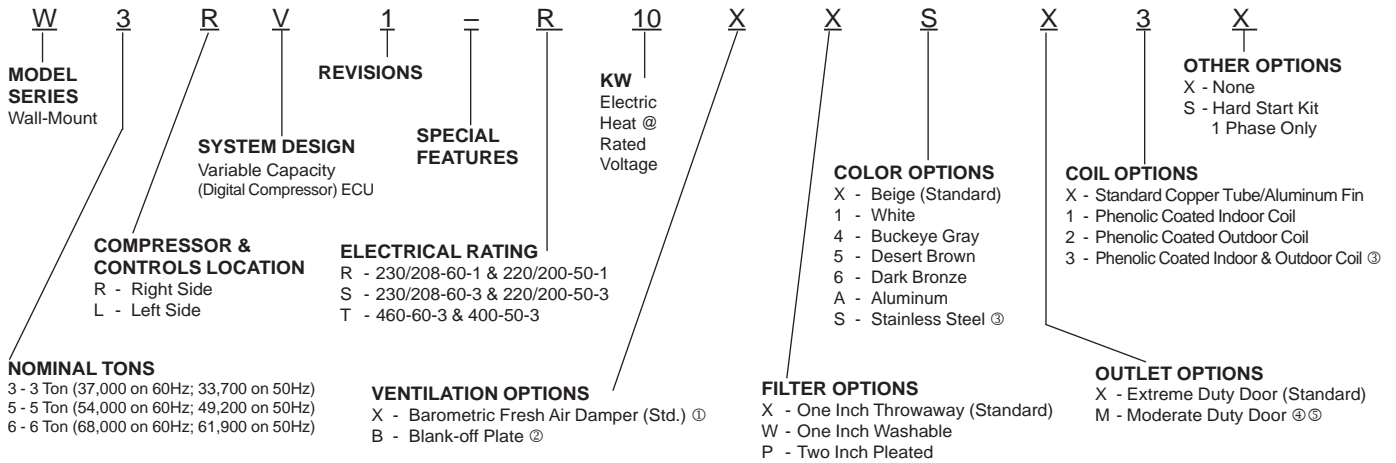 W 3 R V 1 – R 10 X X S X 3 X
MODEL
SERIES
Wall-Mount
REVISIONS
KW
Electric
Heat @
Rated
Voltage
OTHER OPTIONS
X - None
S - Hard Start Kit
1 Phase Only
SYSTEM DESIGN
Variable Capacity
(Digital Compressor) ECU
SPECIAL
FEATURES
COLOR OPTIONS
X - Beige (Standard)
1 - White
4 - Buckeye Gray
5 - Desert Brown
6 - Dark Bronze
A - Aluminum
S - Stainless Steel ③
COIL OPTIONS
X - Standard Copper Tube/Aluminum Fin
1 - Phenolic Coated Indoor Coil
2 - Phenolic Coated Outdoor Coil
3 - Phenolic Coated Indoor & Outdoor Coil ③
COMPRESSOR &
CONTROLS LOCATION
R - Right Side
L - Left Side
ELECTRICAL RATING
R - 230/208-60-1 & 220/200-50-1
S - 230/208-60-3 & 220/200-50-3
T - 460-60-3 & 400-50-3
NOMINAL TONS
3 - 3 Ton (37,000 on 60Hz; 33,700 on 50Hz)
5 - 5 Ton (54,000 on 60Hz; 49,200 on 50Hz)
6 - 6 Ton (68,000 on 60Hz; 61,900 on 50Hz)
VENTILATION OPTIONS
X - Barometric Fresh Air Damper (Std.) ①
B - Blank-off Plate ②
FILTER OPTIONS
X - One Inch Throwaway (Standard)
W - One Inch Washable
P - Two Inch Pleated
OUTLET OPTIONS
X - Extreme Duty Door (Standard)
M - Moderate Duty Door ④⑤